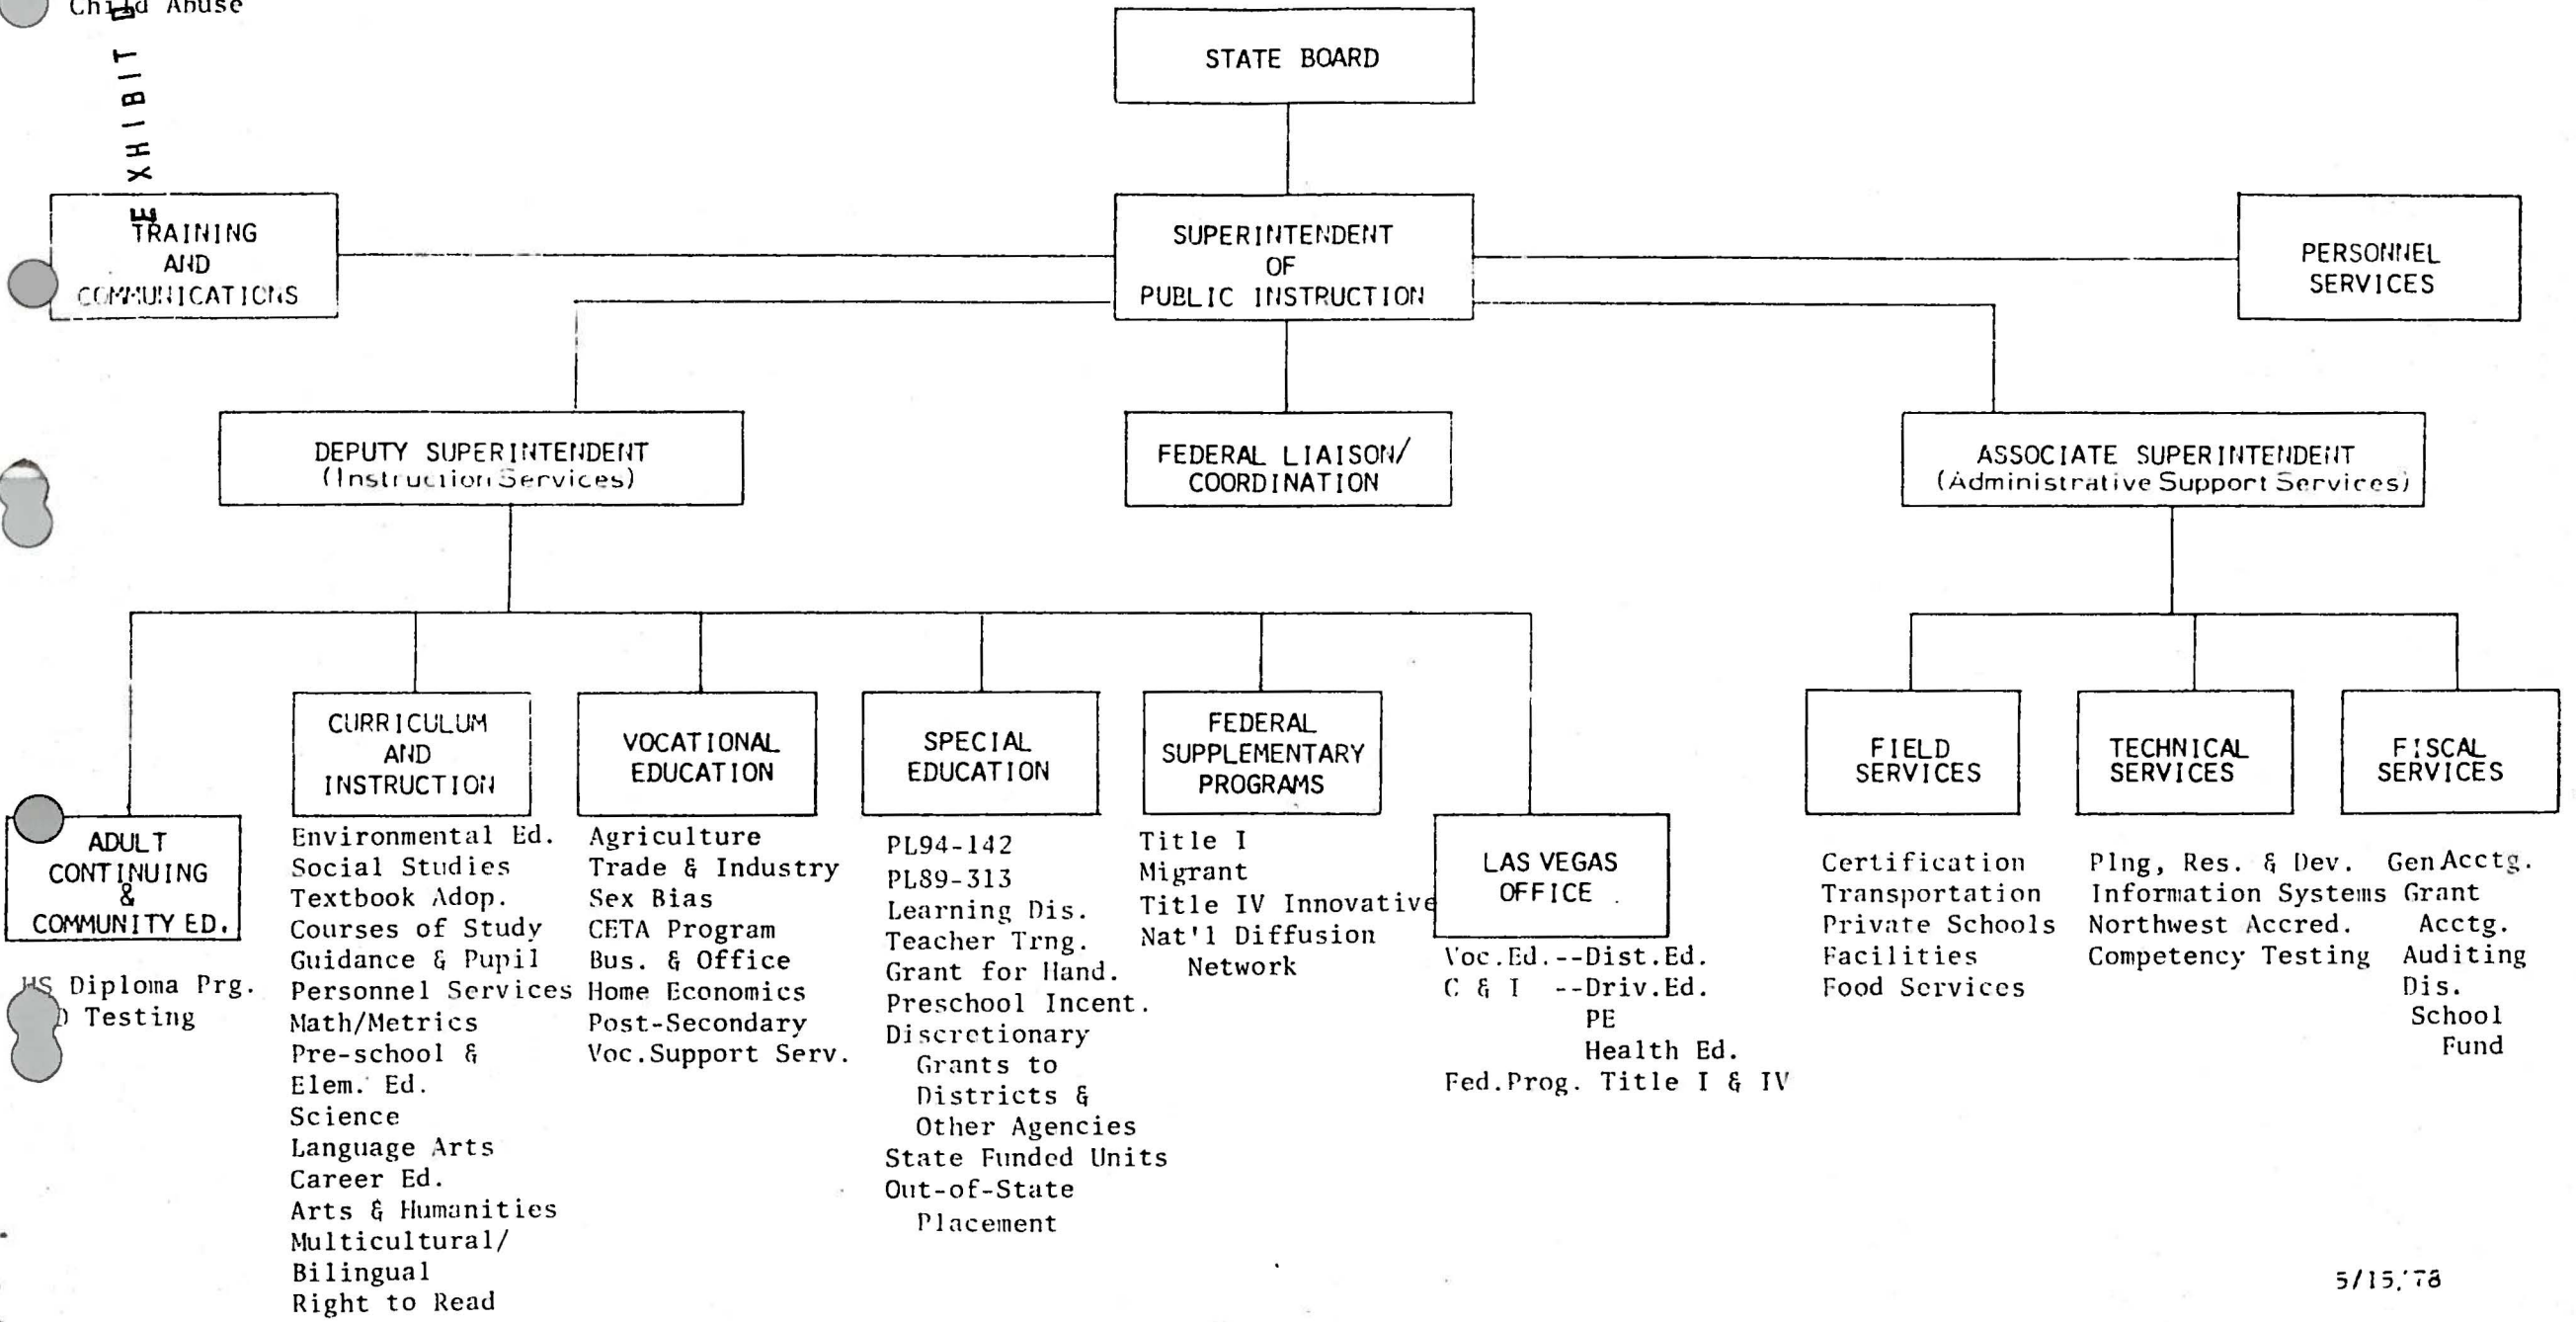 Child Abuse
EXHIBIT D
STATE BOARD
TRAINING
AND
COMMUNICATIONS
SUPERINTENDENT
OF
PUBLIC INSTRUCTION
PERSONNEL
SERVICES
DEPUTY SUPERINTENDENT
(Instruction Services)
FEDERAL LIAISON/
COORDINATION
ASSOCIATE SUPERINTENDENT
(Administrative Support Services)
ADULT
CONTINUING
&
COMMUNITY ED.
HS Diploma Prg.
D Testing
CURRICULUM
AND
INSTRUCTION
Environmental Ed.
Social Studies
Textbook Adop.
Courses of Study
Guidance & Pupil
Personnel Services
Math/Metrics
Pre-school &
Elem. Ed.
Science
Language Arts
Career Ed.
Arts & Humanities
Multicultural/
Bilingual
Right to Read
VOCATIONAL
EDUCATION
Agriculture
Trade & Industry
Sex Bias
CETA Program
Bus. & Office
Home Economics
Post-Secondary
Voc.Support Serv.
SPECIAL
EDUCATION
PL94-142
PL89-313
Learning Dis.
Teacher Trng.
Grant for Hand.
Preschool Incent.
Discretionary
Grants to
Districts &
Other Agencies
State Funded Units
Out-of-State
Placement
FEDERAL
SUPPLEMENTARY
PROGRAMS
Title I
Migrant
Title IV Innovative
Nat'l Diffusion
Network
LAS VEGAS
OFFICE
Voc.Ed.--Dist.Ed.
C & I --Driv.Ed.
PE
Health Ed.
Fed.Prog. Title I & IV
FIELD
SERVICES
Certification
Transportation
Private Schools
Facilities
Food Services
TECHNICAL
SERVICES
Plng, Res. & Dev.
Information Systems
Northwest Accred.
Competency Testing
FISCAL
SERVICES
Gen Acctg.
Grant
Acctg.
Auditing
Dis.
School
Fund
5/15/78